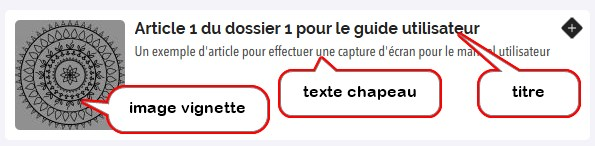 Article 1 du dossier 1 pour le guide utilisateur
Un exemple d'article pour effectuer une capture d'écran pour le manuel utilisateur
texte chapeau
titre
image vignette